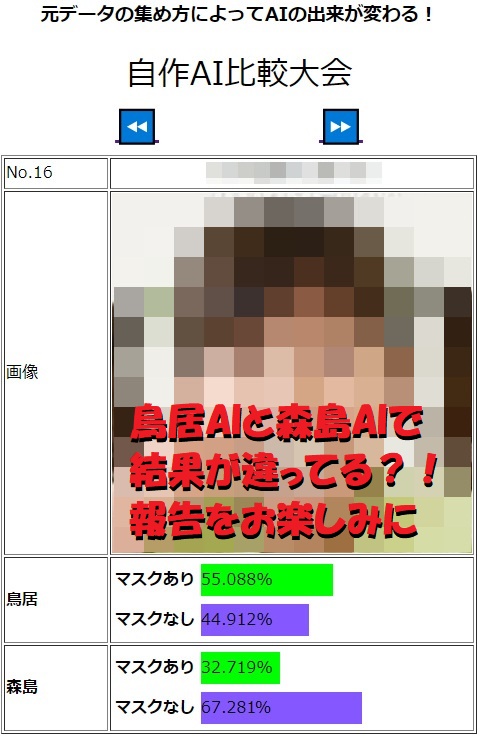 元データの集め方によってAIの出来が変わる！
自作AI比較大会
No.16
画像
鳥居AIと森島AIで
結果が違ってる？！
報告をお楽しみに
鳥居
マスクあり 55.088%
マスクなし 44.912%
森島
マスクあり 32.719%
マスクなし 67.281%